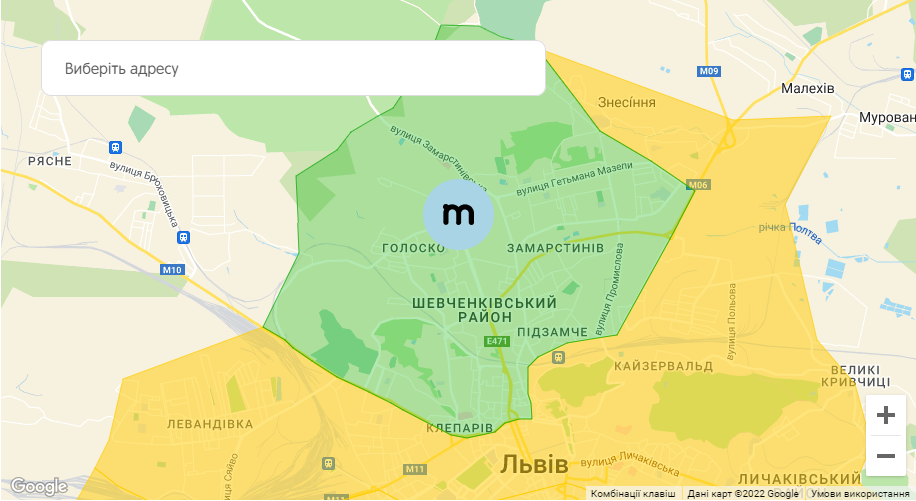 Виберіть адресу
M09
Малехів
Знесіння
Мурован
вулиця Замарстинівська
РЯСНЕ
вулиця Брюховицька
вулиця Гетьмана Мазепи
M06
m
річка Полтва
ГОЛОСКО
ЗАМАРСТИНІВ
M10
вулиця Промислова
ШЕВЧЕНКІВСЬКИЙ
РАЙОН
вулиця Польова
ПІДЗАМЧЕ
E471
КАЙЗЕРВАЛЬД
ВЕЛИКІ
КРИВЧИЦІ
+
ЛЕВАНДІВКА
КЛЕПАРІВ
−
вулиця Сяйво
M11
Львів
вулиця Личаківська
ЛИЧАКІВСЬКИЙ
Google
M11
Комбінації клавіш
Дані карт ©2022 Google
Умови використання